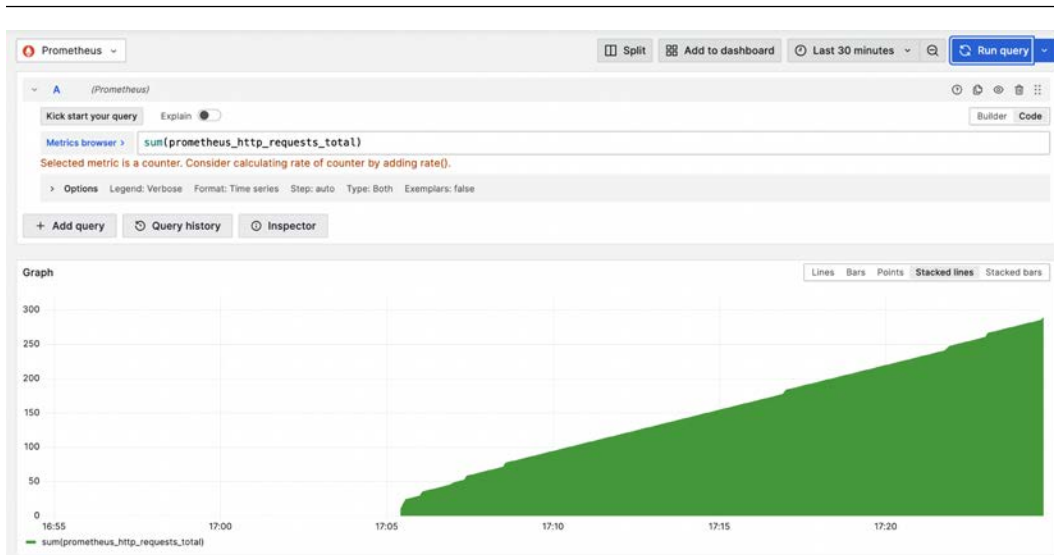 Prometheus
Split
Add to dashboard
Last 30 minutes
Run query
A (Prometheus)
Kick start your query Explain
Builder Code
Metrics browser > sum(prometheus_http_requests_total)
Selected metric is a counter. Consider calculating rate of counter by adding rate().
> Options Legend: Verbose Format: Time series Step: auto Type: Both Exemplars: false
+ Add query
Query history
Inspector
Graph
Lines Bars Points Stacked lines Stacked bars
300
250
200
150
100
50
0
16:55 17:00 17:05 17:10 17:15 17:20
sum(prometheus_http_requests_total)